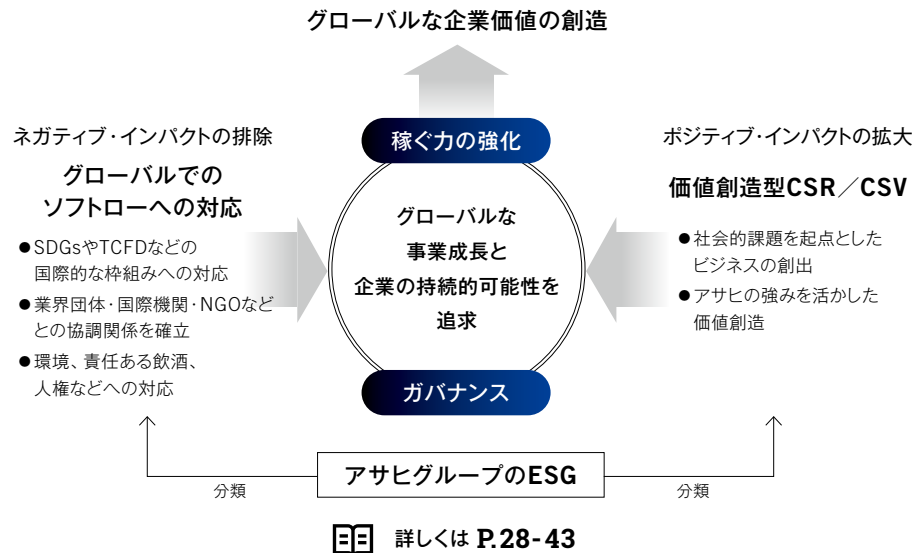 グローバルな企業価値の創造
ネガティブ・インパクトの排除
グローバルでの
ソフトローへの対応
●SDGsやTCFDなどの
国際的な枠組みへの対応
●業界団体・国際機関・NGOなど
との協調関係を確立
●環境、責任ある飲酒、
人権などへの対応
稼ぐ力の強化
グローバルな
事業成長と
企業の持続的可能性を
追求
ガバナンス
ポジティブ・インパクトの拡大
価値創造型CSR／CSV
●社会的課題を起点とした
ビジネスの創出
●アサヒの強みを活かした
価値創造
分類
アサヒグループのESG
分類
詳しくは P.28-43